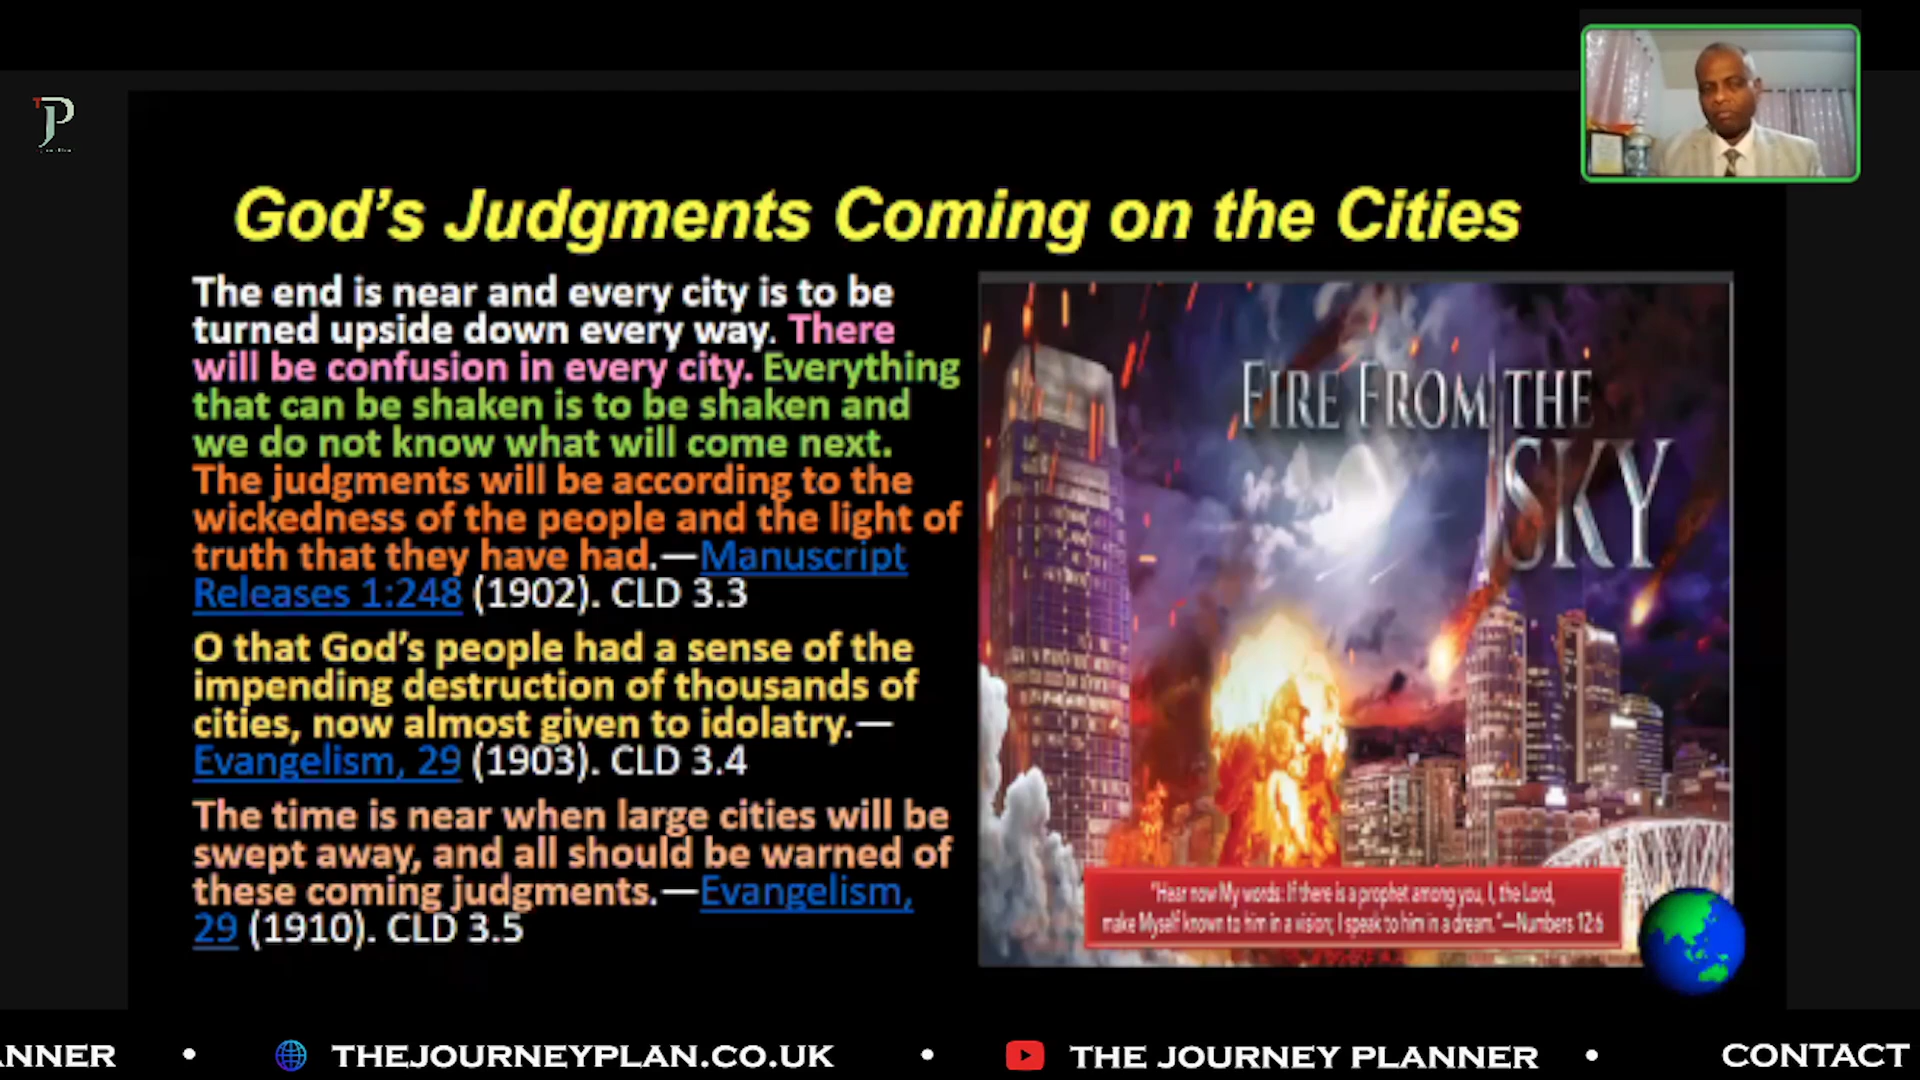 TJP
God's Judgments Coming on the Cities
The end is near and every city is to be
turned upside down every way. There
will be confusion in every city. Everything
that can be shaken is to be shaken and
we do not know what will come next.
The judgments will be according to the
wickedness of the people and the light of
truth that they have had.—Manuscript
Releases 1:248 (1902). CLD 3.3
O that God's people had a sense of the
impending destruction of thousands of
cities, now almost given to idolatry.—
Evangelism, 29 (1903). CLD 3.4
The time is near when large cities will be
swept away, and all should be warned of
these coming judgments.—Evangelism,
29 (1910). CLD 3.5
FIRE FROM THE
SKY
"Hear now My words: If there is a prophet among you, I, the Lord,
make Myself known to him in a vision; I speak to him in a dream."—Numbers 12:6
ANNER • THEJOURNEYPLAN.CO.UK • THE JOURNEY PLANNER • CONTACT